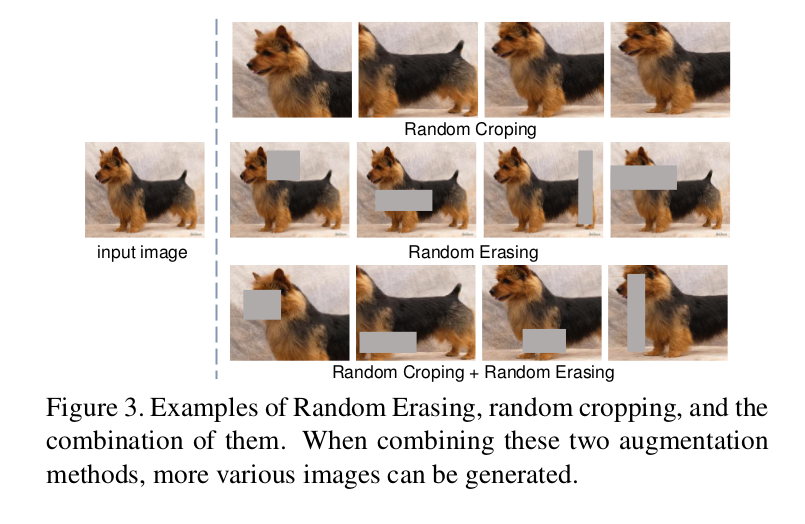 Random Croping
input image
Random Erasing
Random Croping + Random Erasing
Figure 3. Examples of Random Erasing, random cropping, and the
combination of them. When combining these two augmentation
methods, more various images can be generated.